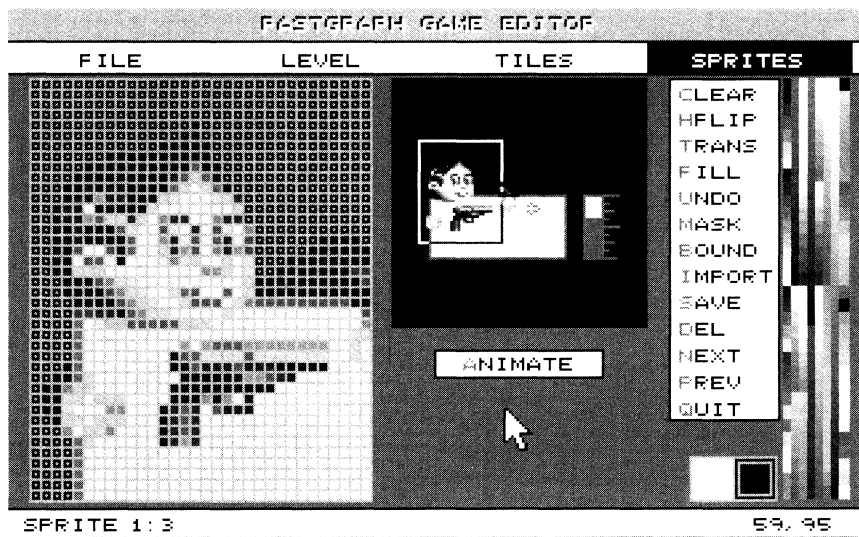 FASTGRAPH GAME EDITOR
FILE LEVEL TILES SPRITES
CLEAR
HFLIP
TRANS
FILL
UNDO
MASK
BOUND
IMPORT
SAVE
DEL
NEXT
PREV
QUIT
ANIMATE
SPRITE 1:3 59, 95